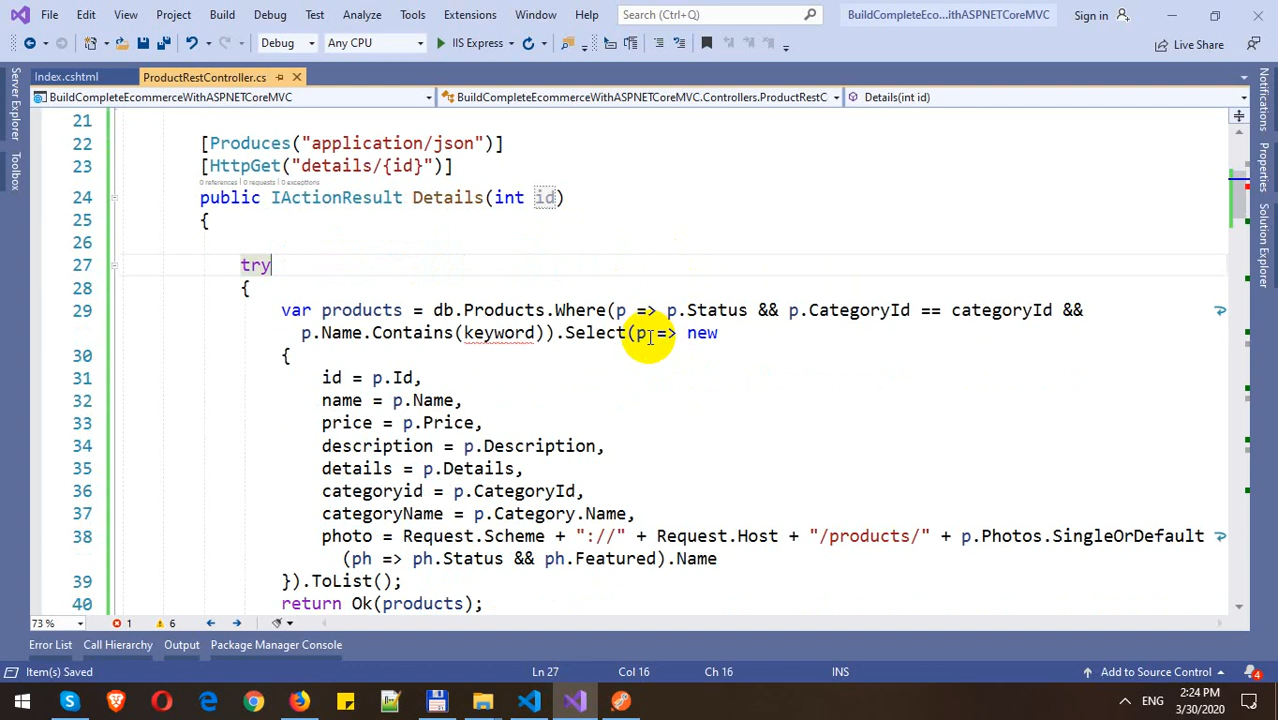 File Edit View Project Build Debug Test Analyze Tools Extensions Window Help Search (Ctrl+Q) BuildCompleteEco...ithASPNETCoreMVC Sign in
Debug Any CPU IIS Express Live Share
Index.cshtml ProductRestController.cs
BuildCompleteEcommerceWithASPNETCoreMVC BuildCompleteEcommerceWithASPNETCoreMVC.Controllers.ProductRestC Details(int id)
Server Explorer
Toolbox
Notifications
Properties
Solution Explorer
21
22 [Produces("application/json")]
23 [HttpGet("details/{id}")]
0 references | 0 requests | 0 exceptions
24 public IActionResult Details(int id)
25 {
26
27 try
28 {
29 var products = db.Products.Where(p => p.Status && p.CategoryId == categoryId &&
p.Name.Contains(keyword)).Select(p => new
30 {
31 id = p.Id,
32 name = p.Name,
33 price = p.Price,
34 description = p.Description,
35 details = p.Details,
36 categoryid = p.CategoryId,
37 categoryName = p.Category.Name,
38 photo = Request.Scheme + "://" + Request.Host + "/products/" + p.Photos.SingleOrDefault
(ph => ph.Status && ph.Featured).Name
39 }).ToList();
40 return Ok(products);
73 % 1 6
Error List Call Hierarchy Output Package Manager Console
Item(s) Saved Ln 27 Col 16 Ch 16 INS Add to Source Control 4
ENG 2:24 PM
3/30/2020